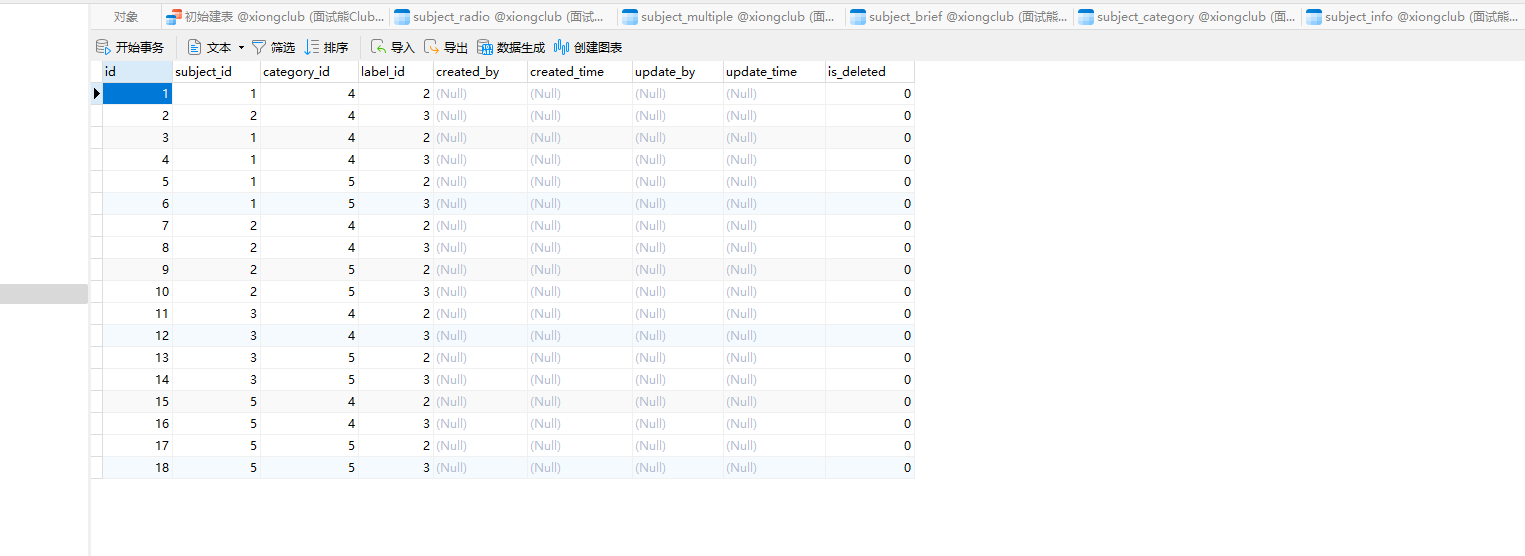 对象 初始建表 @xiongclub (面试熊Club... subject_radio @xiongclub (面试... subject_multiple @xiongclub (面... subject_brief @xiongclub (面试熊... subject_category @xiongclub (面... subject_info @xiongclub (面试熊...
开始事务 文本 筛选 排序 导入 导出 数据生成 创建图表
id subject_id category_id label_id created_by created_time update_by update_time is_deleted
1 1 4 2 (Null) (Null) (Null) (Null) 0
2 2 4 3 (Null) (Null) (Null) (Null) 0
3 1 4 2 (Null) (Null) (Null) (Null) 0
4 1 4 3 (Null) (Null) (Null) (Null) 0
5 1 5 2 (Null) (Null) (Null) (Null) 0
6 1 5 3 (Null) (Null) (Null) (Null) 0
7 2 4 2 (Null) (Null) (Null) (Null) 0
8 2 4 3 (Null) (Null) (Null) (Null) 0
9 2 5 2 (Null) (Null) (Null) (Null) 0
10 2 5 3 (Null) (Null) (Null) (Null) 0
11 3 4 2 (Null) (Null) (Null) (Null) 0
12 3 4 3 (Null) (Null) (Null) (Null) 0
13 3 5 2 (Null) (Null) (Null) (Null) 0
14 3 5 3 (Null) (Null) (Null) (Null) 0
15 5 4 2 (Null) (Null) (Null) (Null) 0
16 5 4 3 (Null) (Null) (Null) (Null) 0
17 5 5 2 (Null) (Null) (Null) (Null) 0
18 5 5 3 (Null) (Null) (Null) (Null) 0